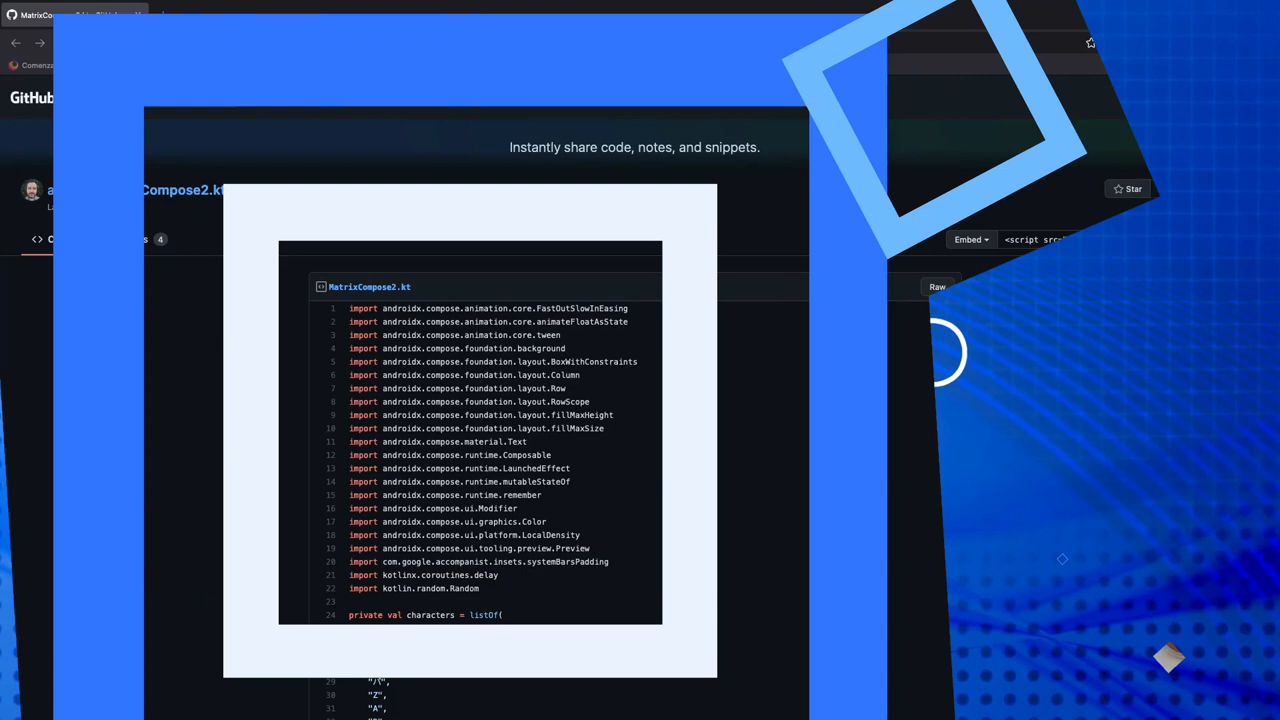 GitHub
Instantly share code, notes, and snippets.
Compose2.kt
Star
4
Embed
<script src=
Raw
MatrixCompose2.kt
1 import androidx.compose.animation.core.FastOutSlowInEasing
2 import androidx.compose.animation.core.animateFloatAsState
3 import androidx.compose.animation.core.tween
4 import androidx.compose.foundation.background
5 import androidx.compose.foundation.layout.BoxWithConstraints
6 import androidx.compose.foundation.layout.Column
7 import androidx.compose.foundation.layout.Row
8 import androidx.compose.foundation.layout.RowScope
9 import androidx.compose.foundation.layout.fillMaxHeight
10 import androidx.compose.foundation.layout.fillMaxSize
11 import androidx.compose.material.Text
12 import androidx.compose.runtime.Composable
13 import androidx.compose.runtime.LaunchedEffect
14 import androidx.compose.runtime.mutableStateOf
15 import androidx.compose.runtime.remember
16 import androidx.compose.ui.Modifier
17 import androidx.compose.ui.graphics.Color
18 import androidx.compose.ui.platform.LocalDensity
19 import androidx.compose.ui.tooling.preview.Preview
20 import com.google.accompanist.insets.systemBarsPadding
21 import kotlinx.coroutines.delay
22 import kotlin.random.Random
23
24 private val characters = listOf(
29
30 "Z",
31 "A",